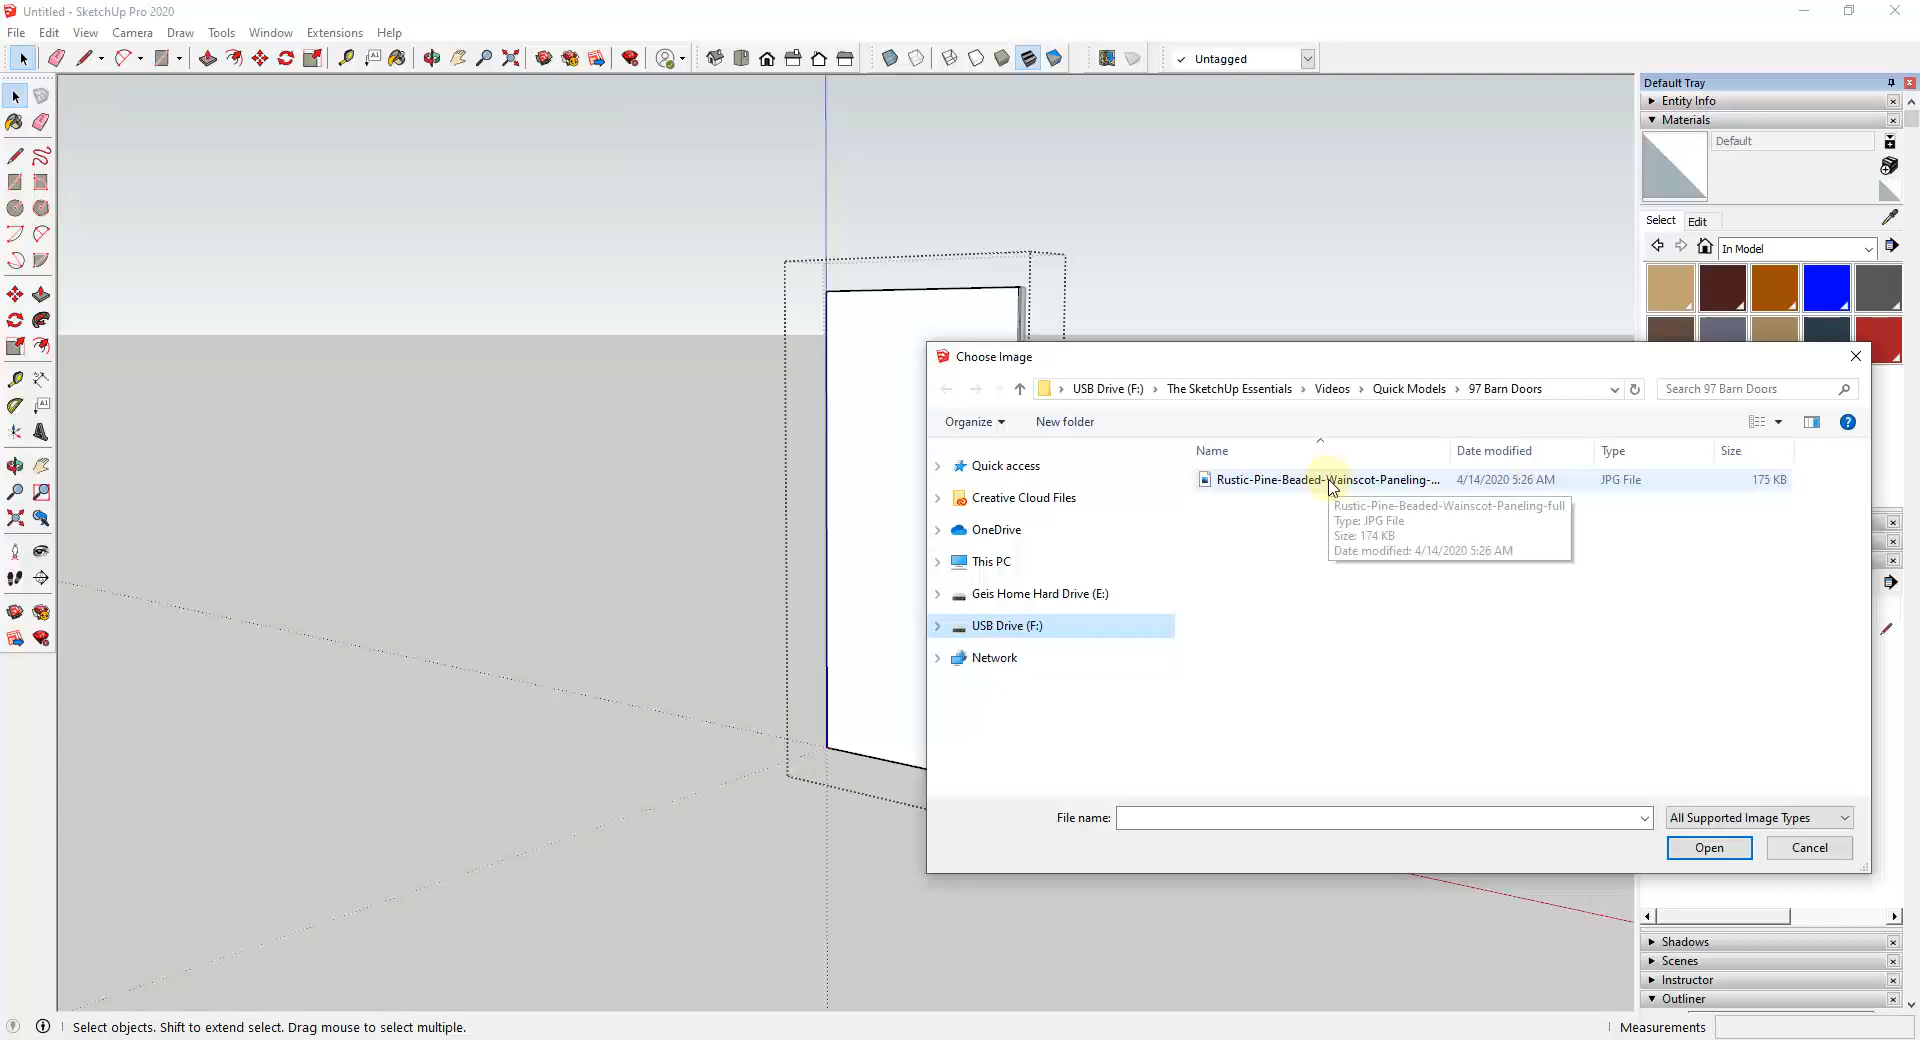 Untitled - SketchUp Pro 2020
File Edit View Camera Draw Tools Window Extensions Help
Untagged
Default Tray
Entity Info
Materials
Default
Select Edit
In Model
Choose Image
USB Drive (F:) The SketchUp Essentials Videos Quick Models 97 Barn Doors
Search 97 Barn Doors
Organize New folder
Name Date modified Type Size
Quick access
Creative Cloud Files
OneDrive
This PC
Geis Home Hard Drive (E:)
USB Drive (F:)
Network
Rustic-Pine-Beaded-Wainscot-Paneling-... 4/14/2020 5:26 AM JPG File 175 KB
Rustic-Pine-Beaded-Wainscot-Paneling-full
Type: JPG File
Size: 174 KB
Date modified: 4/14/2020 5:26 AM
File name:
All Supported Image Types
Open Cancel
Shadows
Scenes
Instructor
Outliner
Select objects. Shift to extend select. Drag mouse to select multiple.
Measurements